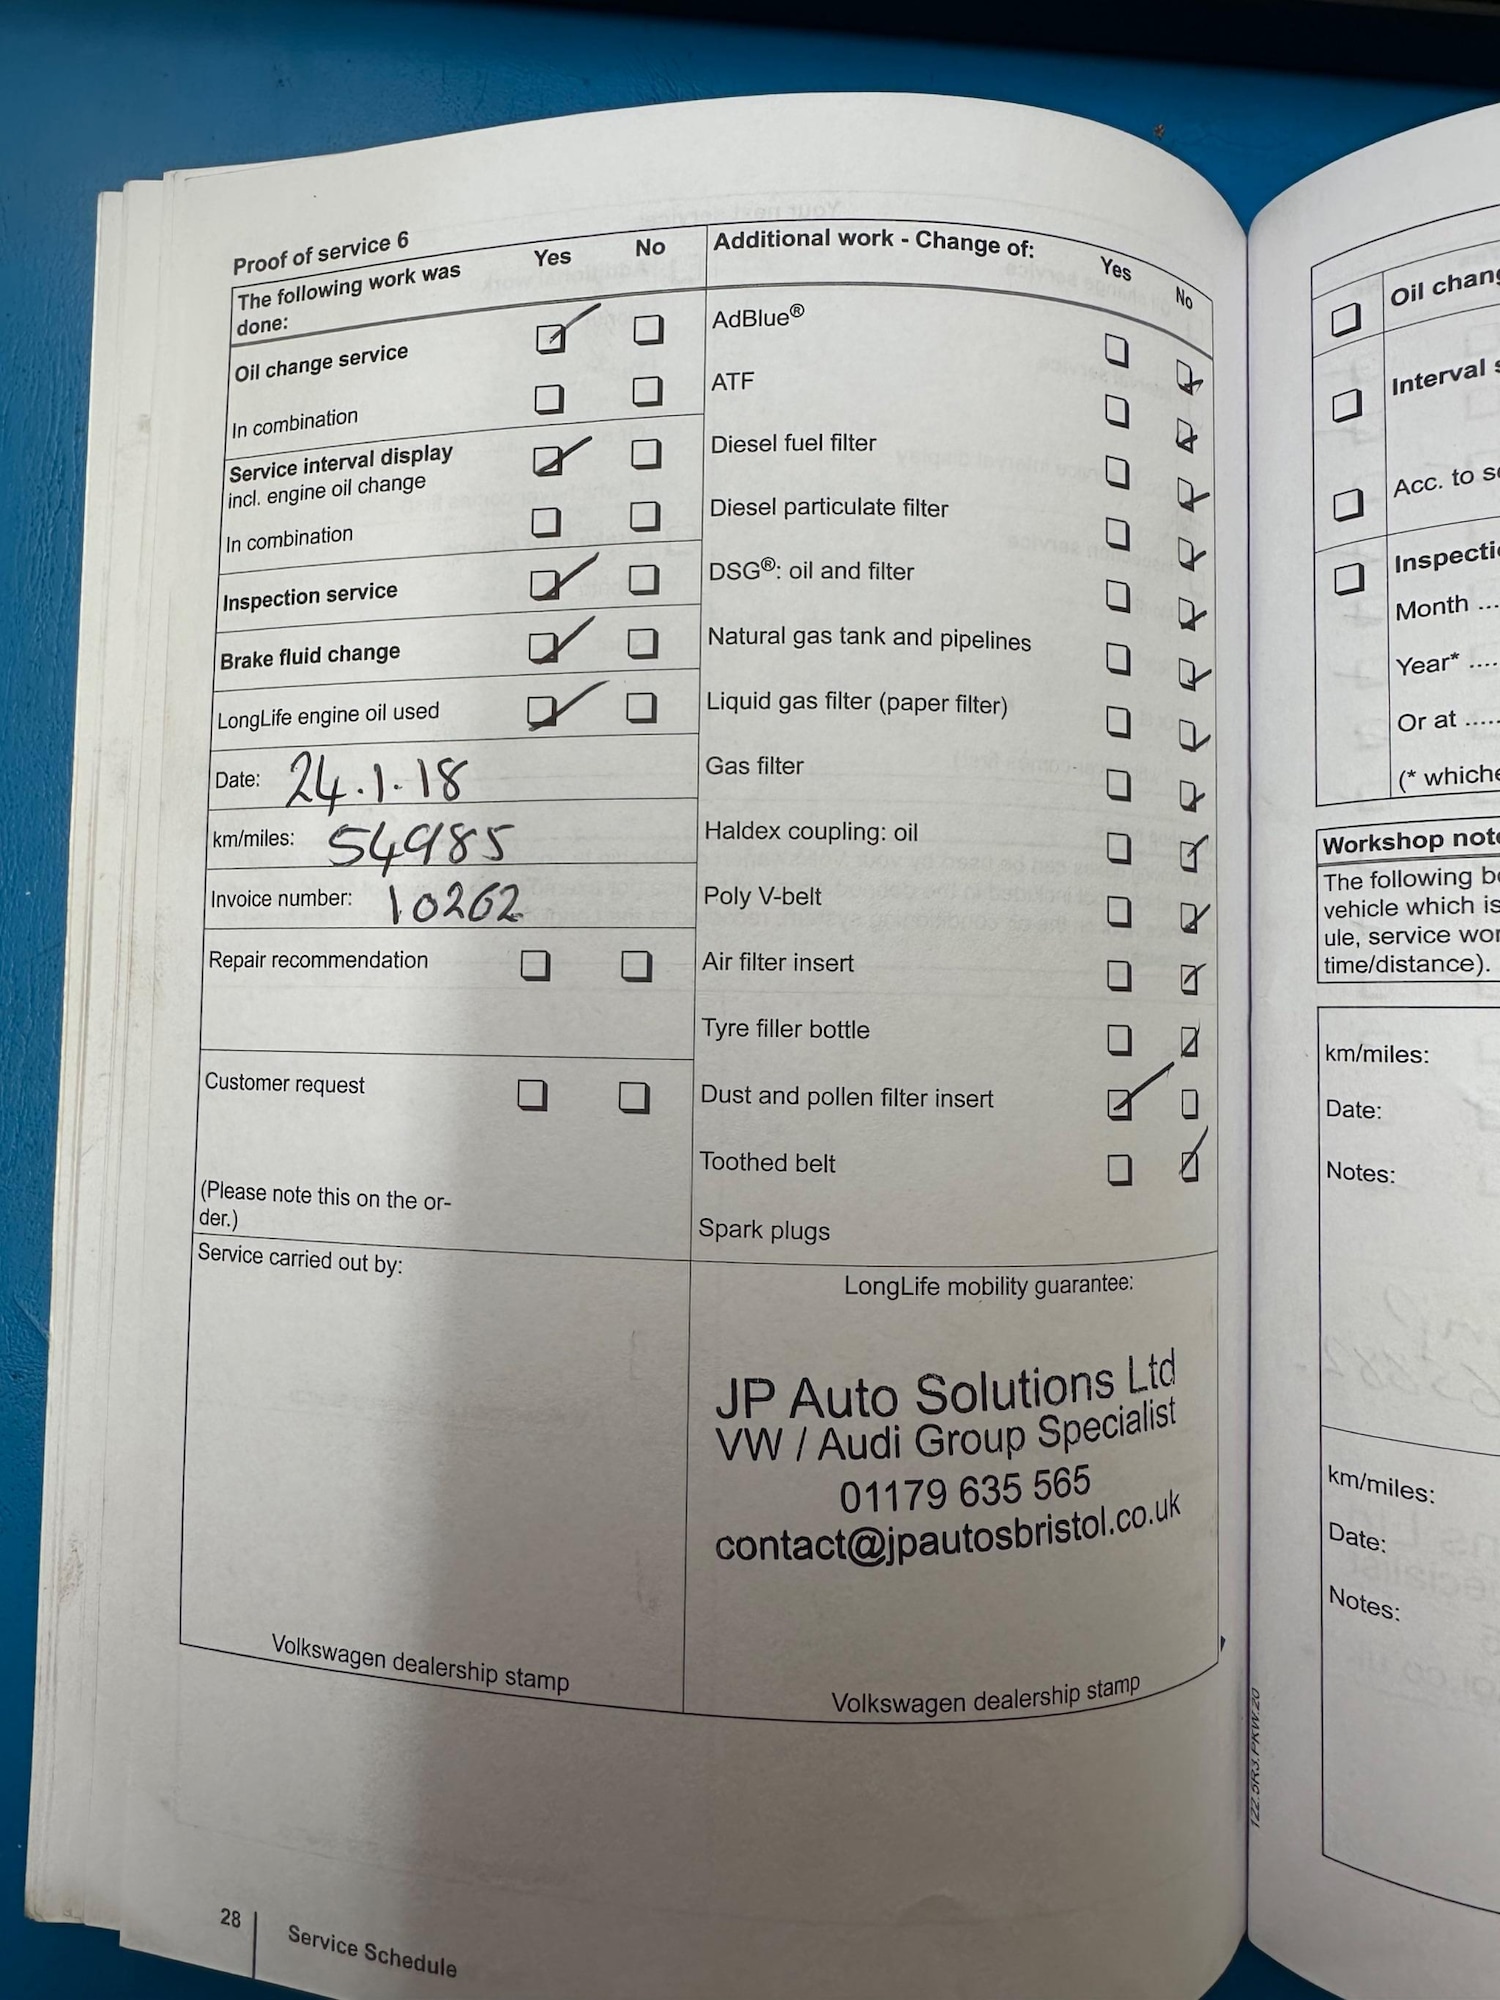 Proof of service 6
The following work was
done:
Yes
No
Oil change service
In combination
Service interval display
incl. engine oil change
In combination
Inspection service
Brake fluid change
LongLife engine oil used
Date: 24.1.18
km/miles: 54985
Invoice number: 10262
Repair recommendation
Customer request
(Please note this on the or-
der.)
Service carried out by:
Volkswagen dealership stamp
Additional work - Change of:
Yes
No
AdBlue®
ATF
Diesel fuel filter
Diesel particulate filter
DSG®: oil and filter
Natural gas tank and pipelines
Liquid gas filter (paper filter)
Gas filter
Haldex coupling: oil
Poly V-belt
Air filter insert
Tyre filler bottle
Dust and pollen filter insert
Toothed belt
Spark plugs
LongLife mobility guarantee:
JP Auto Solutions Ltd
VW / Audi Group Specialist
01179 635 565
contact@jpautosbristol.co.uk
Volkswagen dealership stamp
28
Service Schedule
Oil chang
Interval s
Acc. to se
Inspecti
Month ...
Year* ....
Or at .....
(* whiche
Workshop note
The following b
vehicle which is
ule, service wor
time/distance).
km/miles:
Date:
Notes:
km/miles:
Date:
Notes: